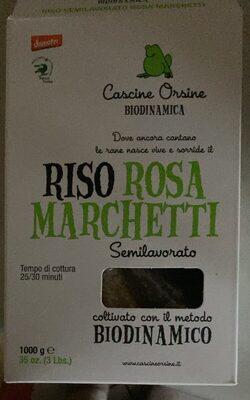 RISO SEMILAVORATO ROSA MARCHETTI
demeter
Cascine Orsine
BIODINAMICA
Dove ancora cantano
le rane nasce vive e sorride il
RISO ROSA
MARCHETTI
Semilavorato
Tempo di cottura
25/30 minuti
coltivato con il metodo
BIODINAMICO
1000 g e
35 oz. (3 Lbs.)
www.cascineorsine.it